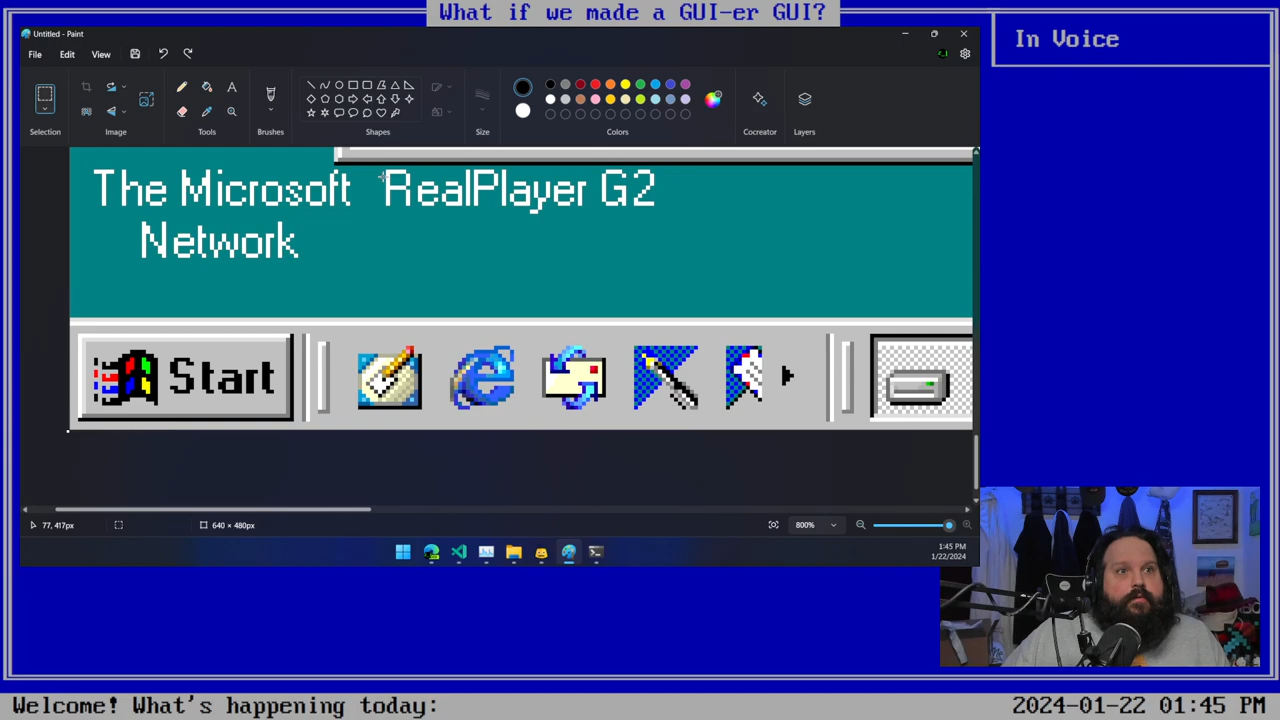 What if we made a GUI-er GUI?
In Voice
Untitled - Paint
File Edit View
Selection Image Tools Brushes Shapes Size Colors Cocreator Layers
The Microsoft RealPlayer G2
Network
Start
77, 417px 640 × 480px 800%
1:45 PM
1/22/2024
Welcome! What's happening today: 2024-01-22 01:45 PM